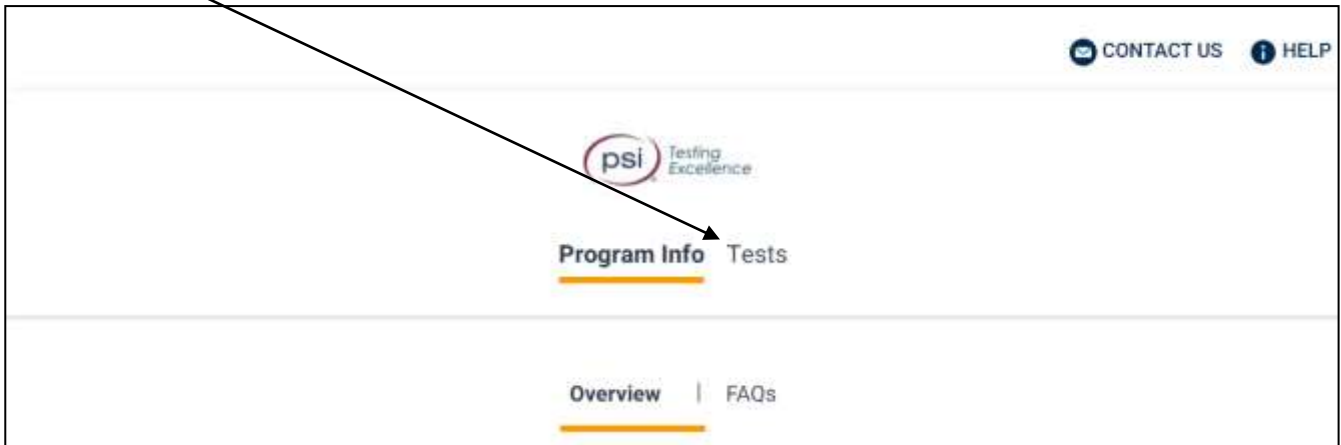 CONTACT US HELP
psi Testing
Excellence
Program Info Tests
Overview | FAQs